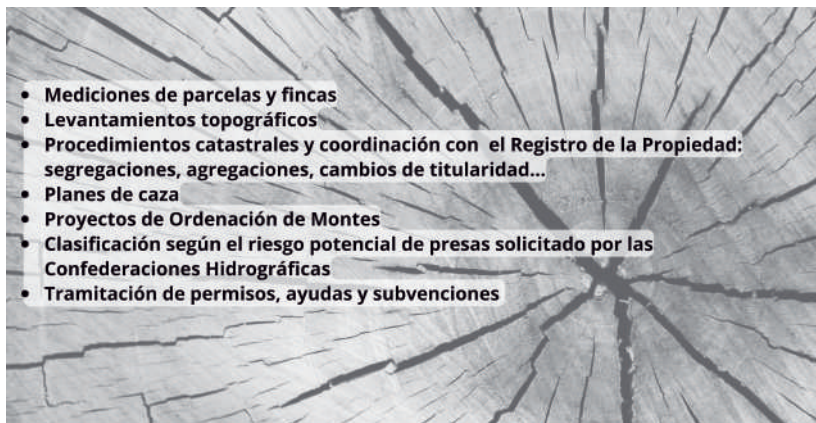 • Mediciones de parcelas y fincas
• Levantamientos topográficos
• Procedimientos catastrales y coordinación con el Registro de la Propiedad:
segregaciones, agregaciones, cambios de titularidad...
• Planes de caza
• Proyectos de Ordenación de Montes
• Clasificación según el riesgo potencial de presas solicitado por las
Confederaciones Hidrográficas
• Tramitación de permisos, ayudas y subvenciones